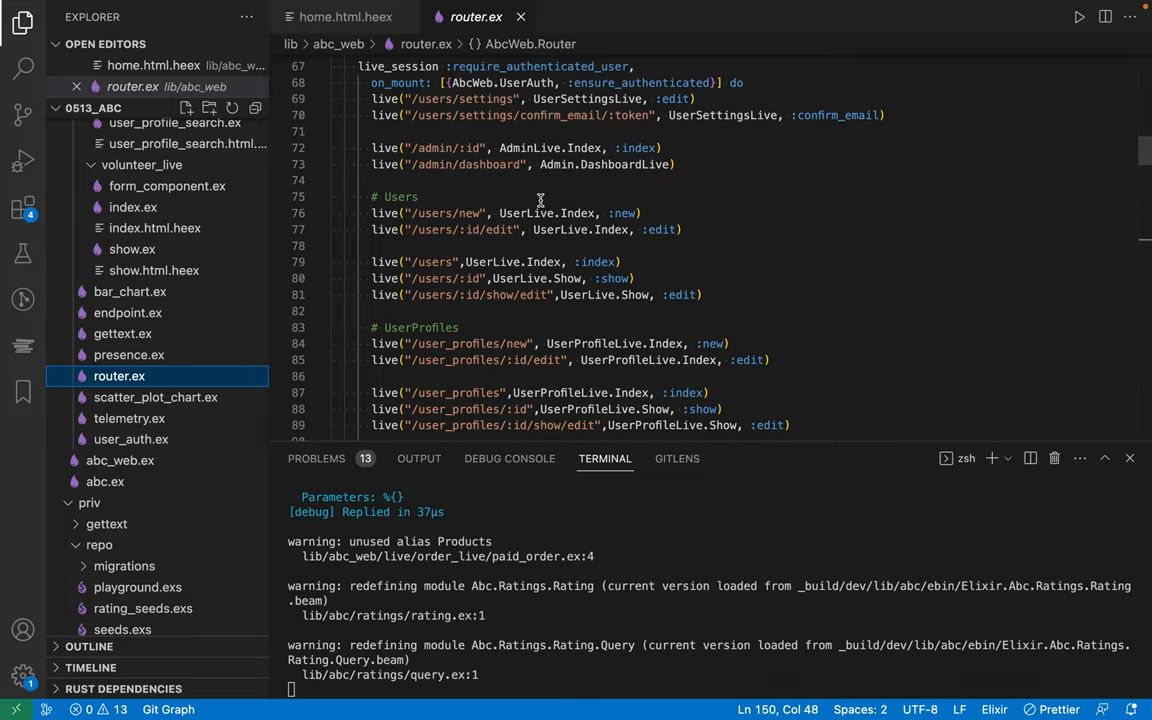 EXPLORER
OPEN EDITORS
home.html.heex lib/abc_w...
router.ex lib/abc_web
0513_ABC
user_profile_search.ex
user_profile_search.html....
volunteer_live
form_component.ex
index.ex
index.html.heex
show.ex
show.html.heex
bar_chart.ex
endpoint.ex
gettext.ex
presence.ex
router.ex
scatter_plot_chart.ex
telemetry.ex
user_auth.ex
abc_web.ex
abc.ex
priv
gettext
repo
migrations
playground.exs
rating_seeds.exs
seeds.exs
OUTLINE
TIMELINE
RUST DEPENDENCIES
4
1
home.html.heex
router.ex
lib > abc_web > router.ex > {} AbcWeb.Router
67 live_session :require_authenticated_user,
68 on_mount: [{AbcWeb.UserAuth, :ensure_authenticated}] do
69 live("/users/settings", UserSettingsLive, :edit)
70 live("/users/settings/confirm_email/:token", UserSettingsLive, :confirm_email)
71
72 live("/admin/:id", AdminLive.Index, :index)
73 live("/admin/dashboard", Admin.DashboardLive)
74
75 # Users
76 live("/users/new", UserLive.Index, :new)
77 live("/users/:id/edit", UserLive.Index, :edit)
78
79 live("/users",UserLive.Index, :index)
80 live("/users/:id",UserLive.Show, :show)
81 live("/users/:id/show/edit",UserLive.Show, :edit)
82
83 # UserProfiles
84 live("/user_profiles/new", UserProfileLive.Index, :new)
85 live("/user_profiles/:id/edit", UserProfileLive.Index, :edit)
86
87 live("/user_profiles",UserProfileLive.Index, :index)
88 live("/user_profiles/:id",UserProfileLive.Show, :show)
89 live("/user_profiles/:id/show/edit",UserProfileLive.Show, :edit)
PROBLEMS 13 OUTPUT DEBUG CONSOLE TERMINAL GITLENS
zsh
Parameters: %{}
[debug] Replied in 37µs
warning: unused alias Products
lib/abc_web/live/order_live/paid_order.ex:4
warning: redefining module Abc.Ratings.Rating (current version loaded from _build/dev/lib/abc/ebin/Elixir.Abc.Ratings.Rating
.beam)
lib/abc/ratings/rating.ex:1
warning: redefining module Abc.Ratings.Rating.Query (current version loaded from _build/dev/lib/abc/ebin/Elixir.Abc.Ratings.
Rating.Query.beam)
lib/abc/ratings/query.ex:1
0 13 Git Graph Ln 150, Col 48 Spaces: 2 UTF-8 LF Elixir Prettier